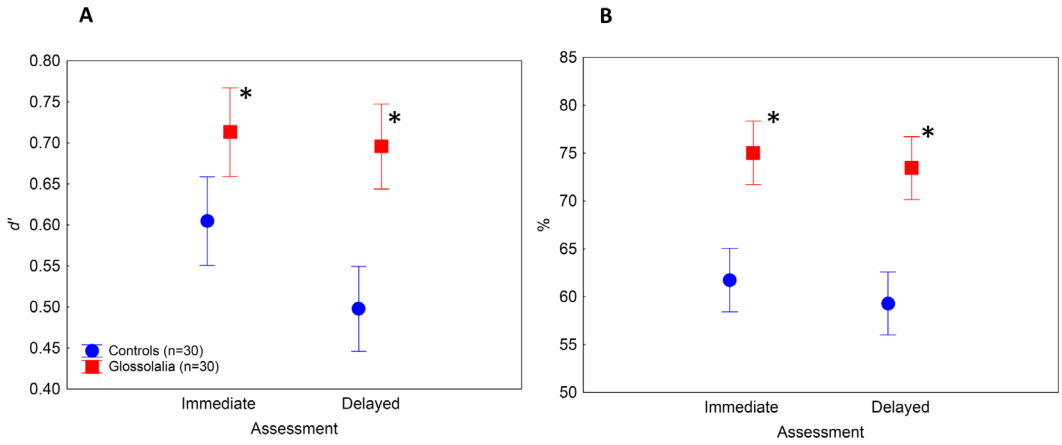 A
0.80
0.75
0.70
0.65
0.60
0.55
0.50
0.45
0.40
d'
*
*
Controls (n=30)
Glossolalia (n=30)
Immediate Delayed
Assessment
B
85
80
75
70
65
60
55
50
%
*
*
Immediate Delayed
Assessment